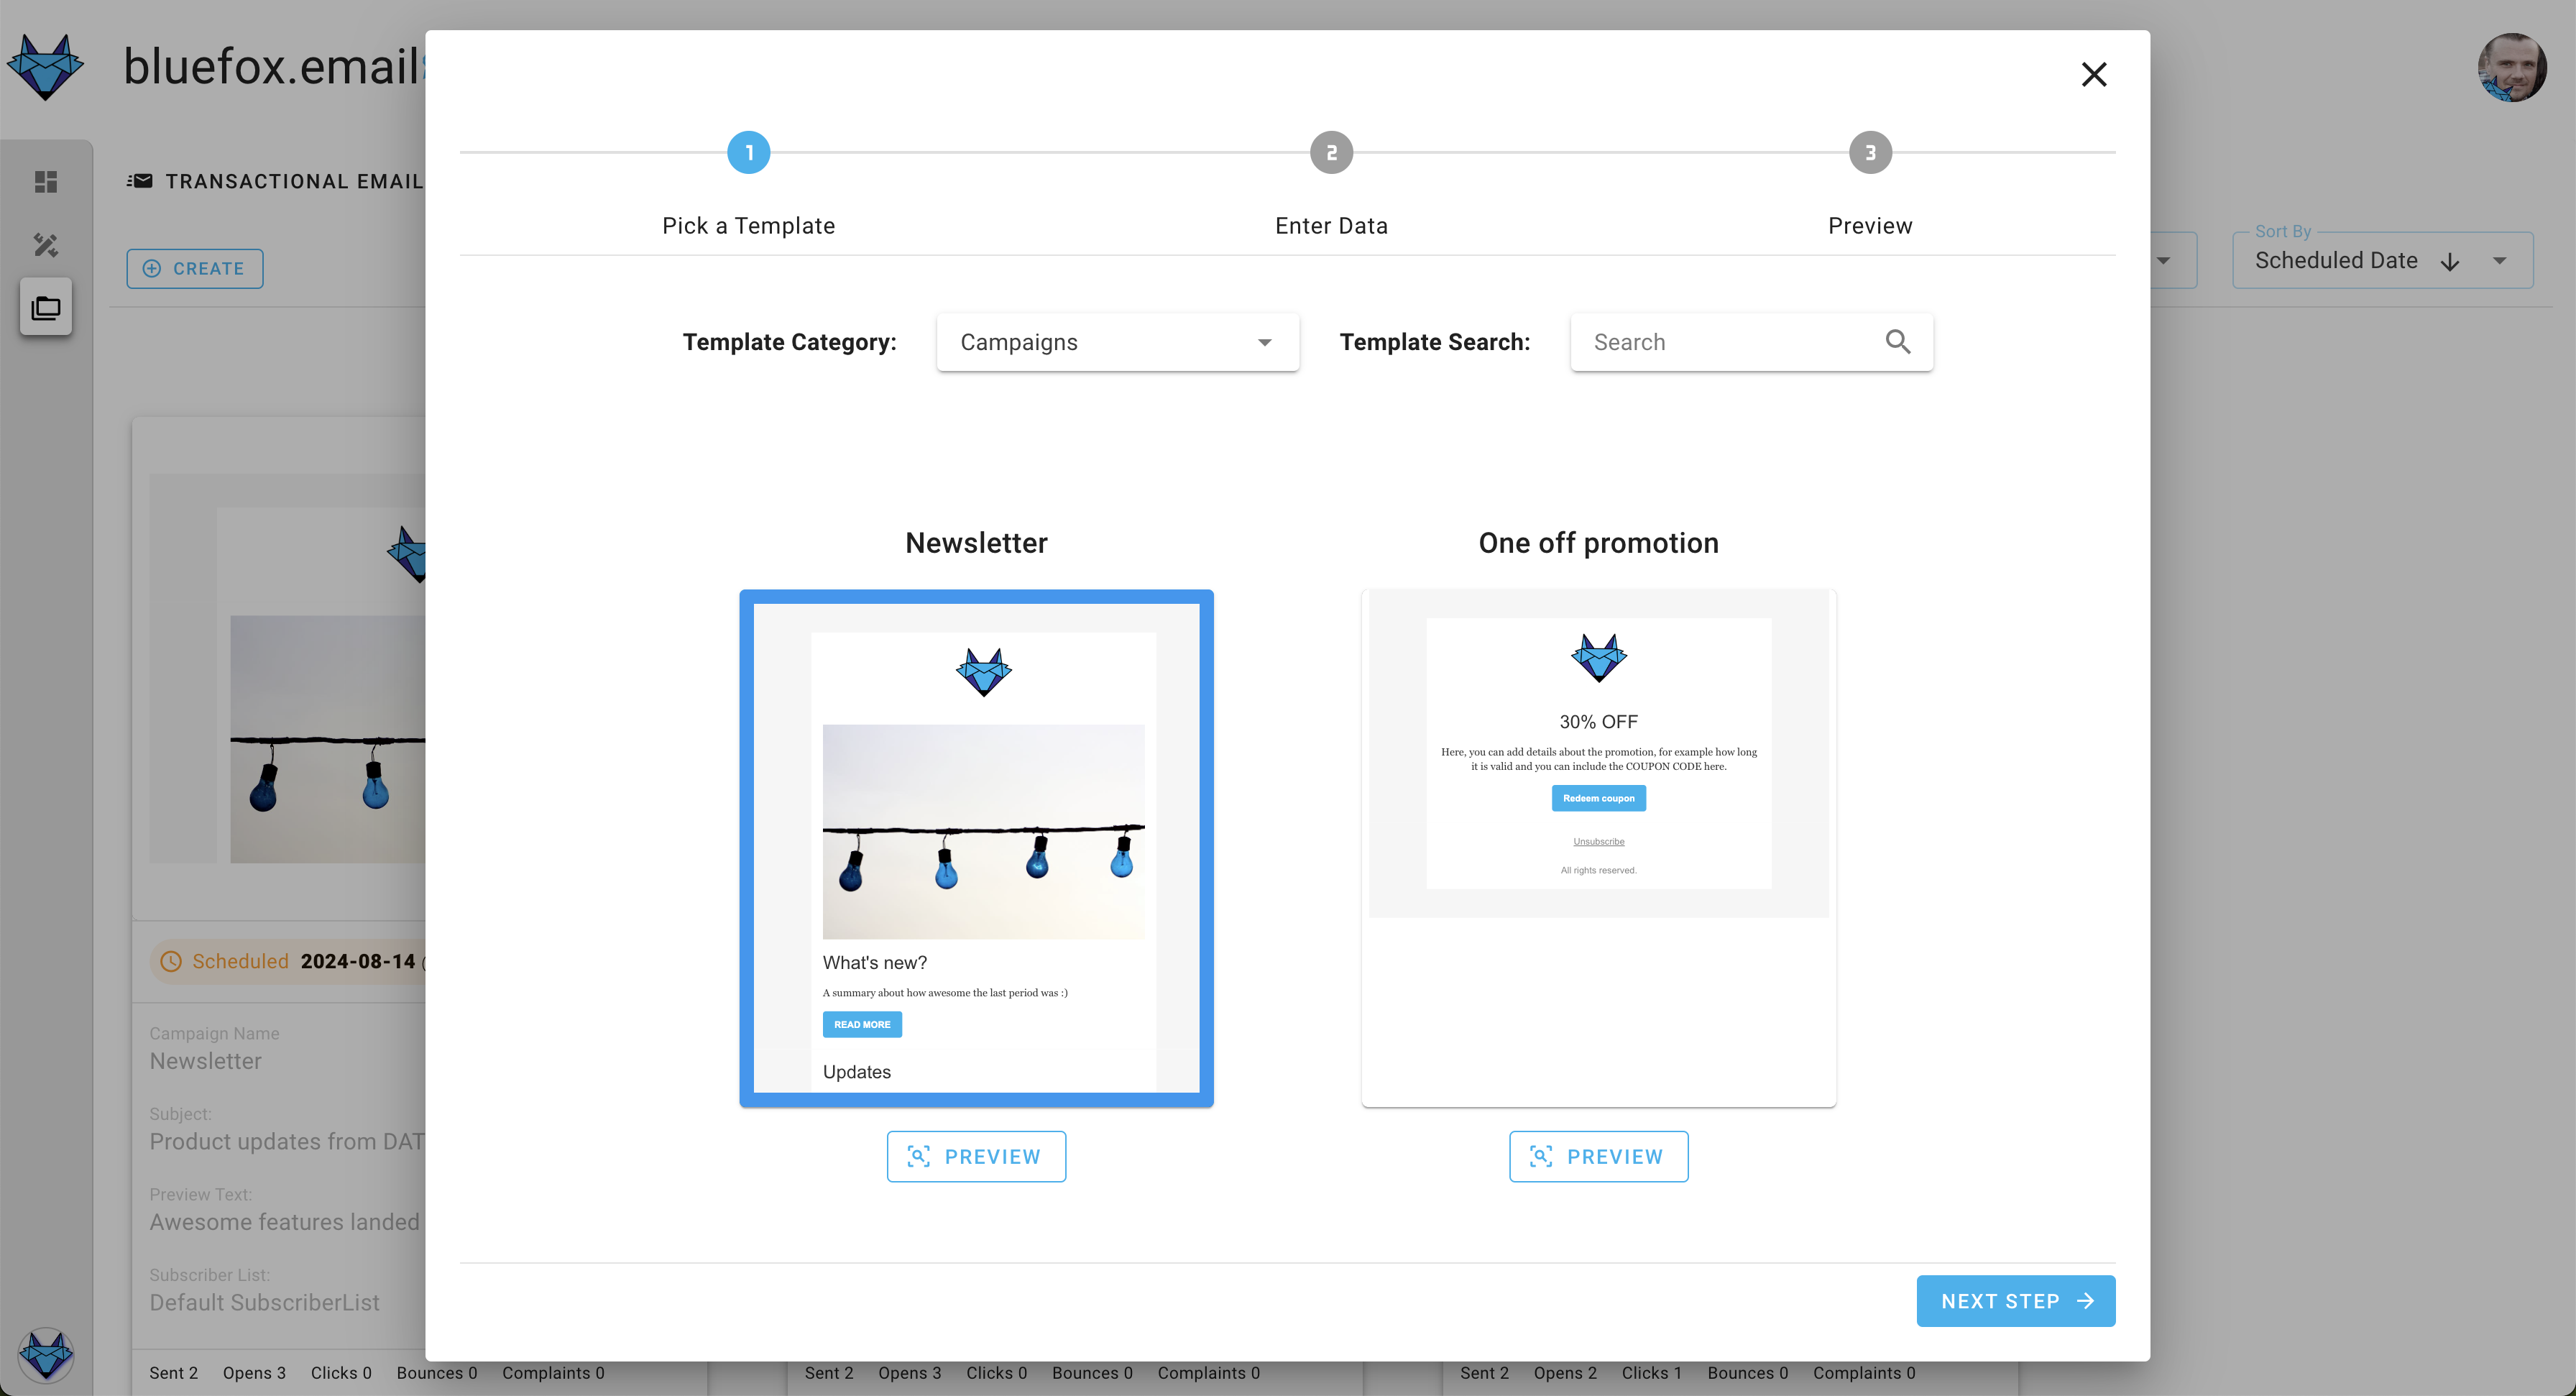 bluefox.email
TRANSACTIONAL EMAIL
CREATE
Sort By
Scheduled Date
1
2
3
Pick a Template
Enter Data
Preview
Template Category:
Campaigns
Template Search:
Search
Newsletter
One off promotion
What's new?
A summary about how awesome the last period was :)
READ MORE
Updates
30% OFF
Here, you can add details about the promotion, for example how long
it is valid and you can include the COUPON CODE here.
Redeem coupon
Unsubscribe
All rights reserved.
PREVIEW
PREVIEW
NEXT STEP
Scheduled 2024-08-14 (
Campaign Name
Newsletter
Subject:
Product updates from DAT
Preview Text:
Awesome features landed
Subscriber List:
Default SubscriberList
Sent 2 Opens 3 Clicks 0 Bounces 0 Complaints 0
Sent 2 Opens 3 Clicks 0 Bounces 0 Complaints 0
Sent 2 Opens 2 Clicks 1 Bounces 0 Complaints 0